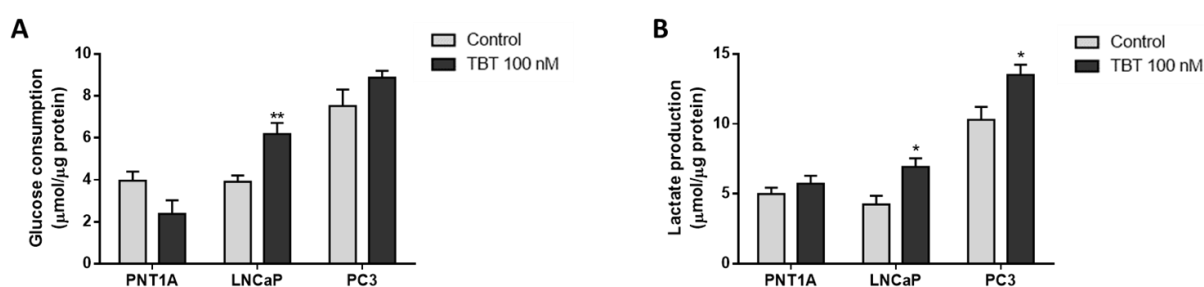 A
Glucose consumption
(μmol/μg protein)
10
8
6
4
2
0
**
PNT1A LNCaP PC3
Control
TBT 100 nM
B
Lactate production
(μmol/μg protein)
15
10
5
0
*
*
PNT1A LNCaP PC3
Control
TBT 100 nM